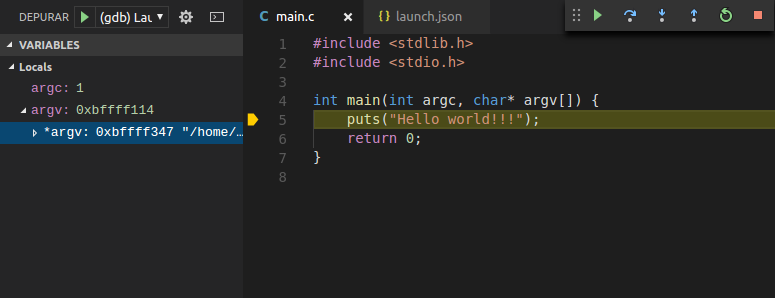 DEPURAR (gdb) Lau
main.c
launch.json
VARIABLES
Locals
argc: 1
argv: 0xbffff114
*argv: 0xbffff347 "/home/…
1 #include <stdlib.h>
2 #include <stdio.h>
3
4 int main(int argc, char* argv[]) {
5 puts("Hello world!!!");
6 return 0;
7 }
8